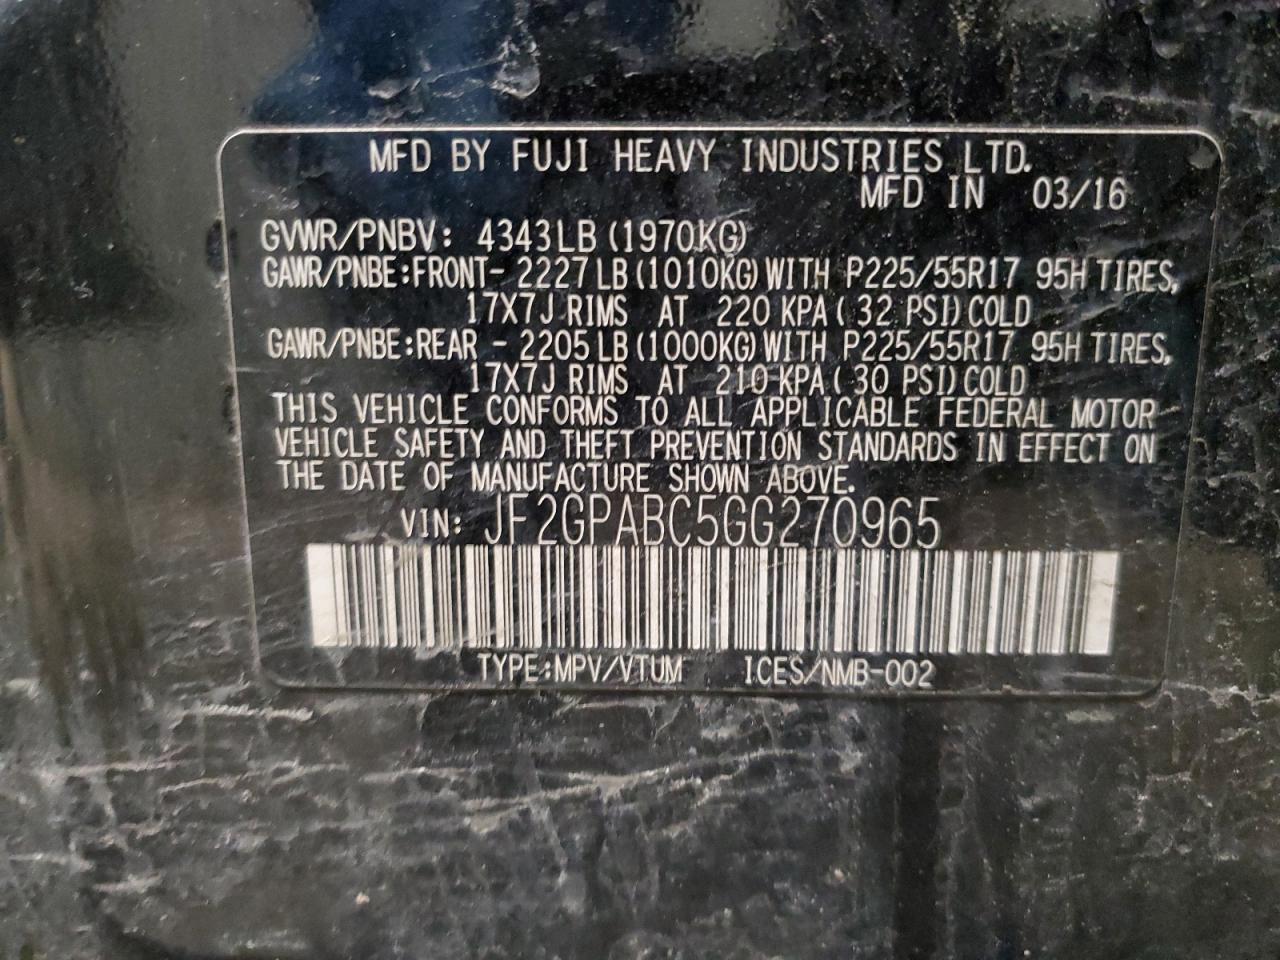 MFD BY FUJI HEAVY INDUSTRIES LTD.
MFD IN 03/16
GVWR/PNBV: 4343LB (1970KG)
GAWR/PNBE:FRONT- 2227 LB (1010KG) WITH P225/55R17 95H TIRES,
17X7J RIMS AT 220 KPA ( 32 PSI) COLD
GAWR/PNBE:REAR - 2205 LB (1000KG) WITH P225/55R17 95H TIRES,
17X7J RIMS AT 210 KPA ( 30 PSI) COLD
THIS VEHICLE CONFORMS TO ALL APPLICABLE FEDERAL MOTOR
VEHICLE SAFETY AND THEFT PREVENTION STANDARDS IN EFFECT ON
THE DATE OF MANUFACTURE SHOWN ABOVE.
VIN: JF2GPABC5GG270965
TYPE:MPV/VTUM ICES/NMB-002